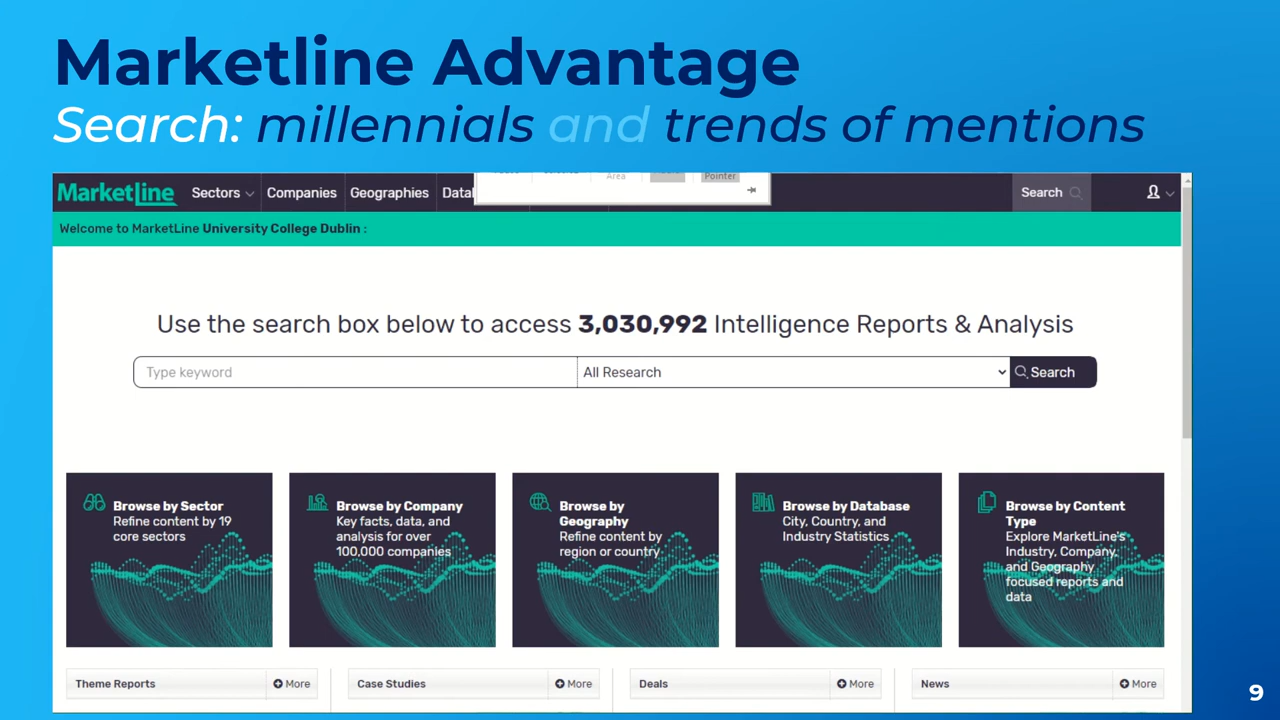 Marketline Advantage
Search: millennials and trends of mentions
MarketLine Sectors Companies Geographies Datab
Area Pointer
Search
Welcome to MarketLine University College Dublin :
Use the search box below to access 3,030,992 Intelligence Reports & Analysis
Type keyword All Research Search
Browse by Sector
Refine content by 19
core sectors
Browse by Company
Key facts, data, and
analysis for over
100,000 companies
Browse by
Geography
Refine content by
region or country
Browse by Database
City, Country, and
Industry Statistics
Browse by Content
Type
Explore MarketLine's
Industry, Company,
and Geography
focused reports and
data
Theme Reports More
Case Studies More
Deals More
News More
9